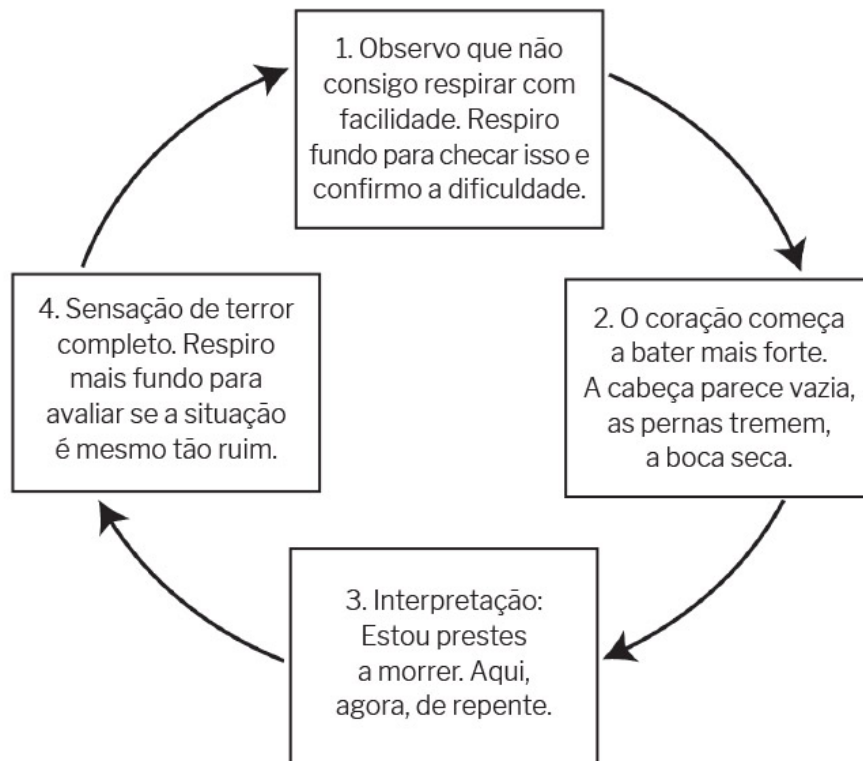 1. Observo que não
consigo respirar com
facilidade. Respiro
fundo para checar isso e
confirmo a dificuldade.
2. O coração começa
a bater mais forte.
A cabeça parece vazia,
as pernas tremem,
a boca seca.
3. Interpretação:
Estou prestes
a morrer. Aqui,
agora, de repente.
4. Sensação de terror
completo. Respiro
mais fundo para
avaliar se a situação
é mesmo tão ruim.